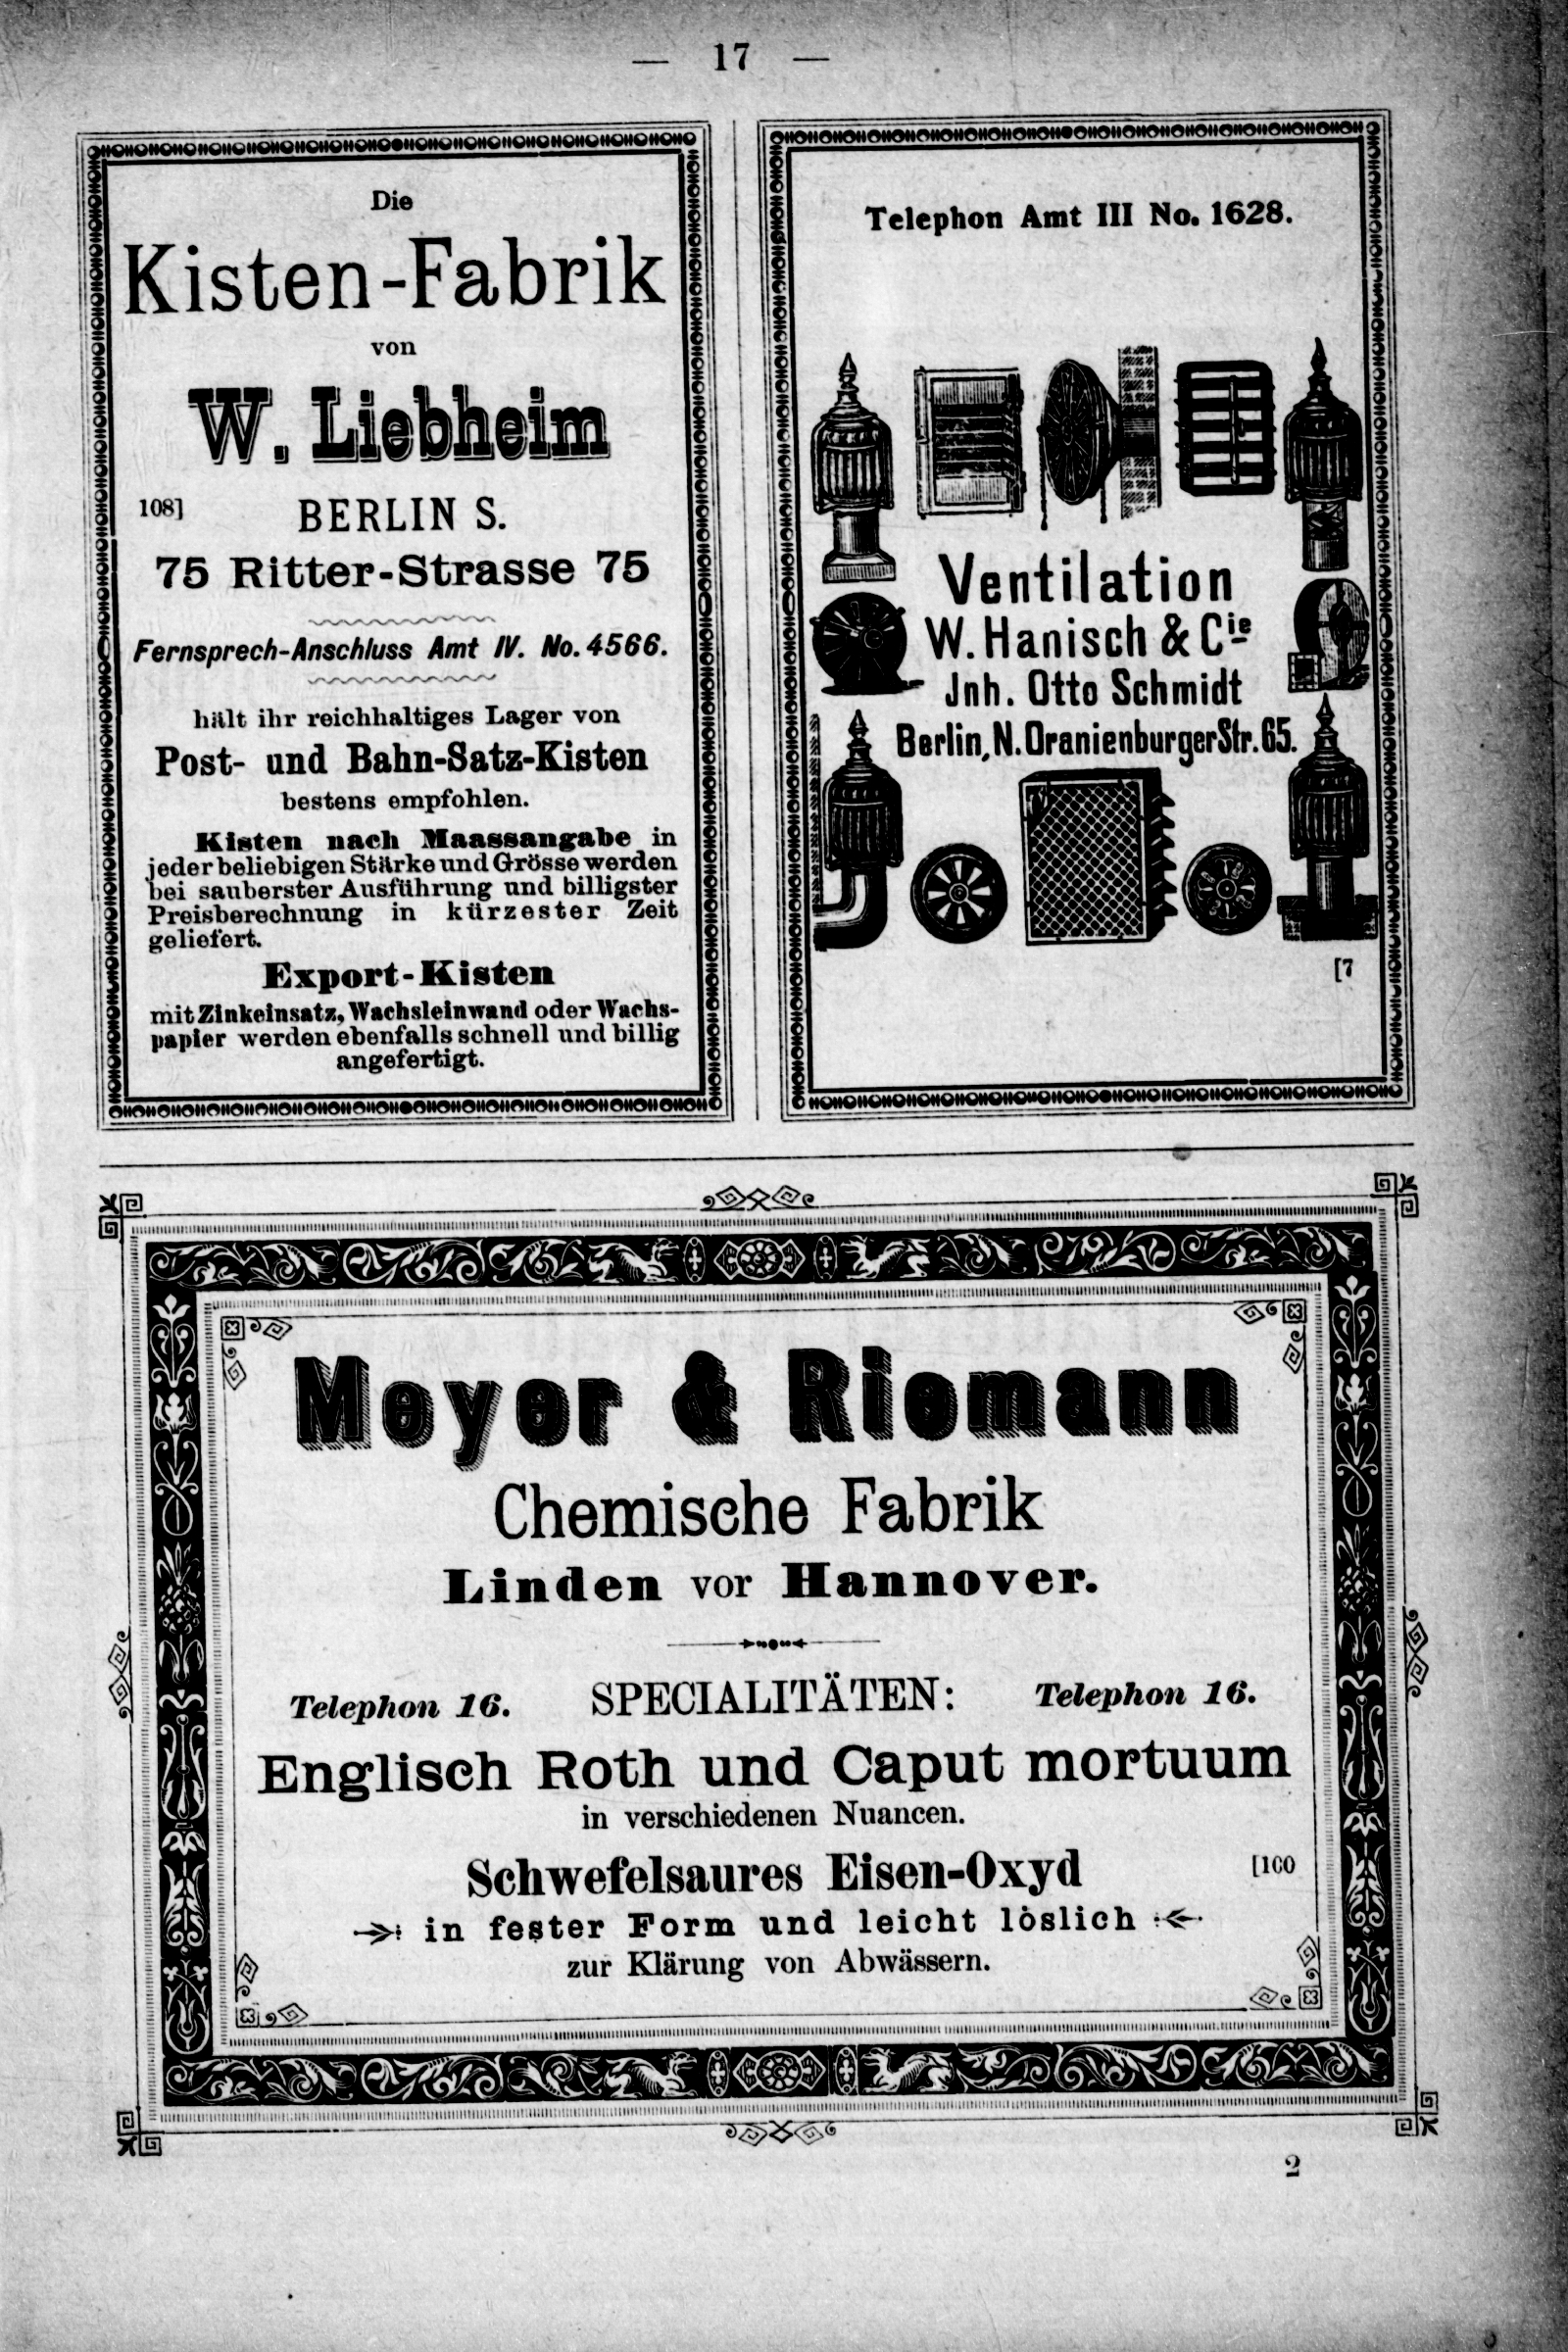 — 17 —
Die
Kisten-Fabrik
von
W. Liebheim
108]
BERLIN S.
75 Ritter-Strasse 75
Fernsprech-Anschluss Amt IV. No. 4566.
hält ihr reichhaltiges Lager von
Post- und Bahn-Satz-Kisten
bestens empfohlen.
Kisten nach Maassangabe in
jeder beliebigen Stärke und Grösse werden
bei sauberster Ausführung und billigster
Preisberechnung in kürzester Zeit
geliefert.
Export-Kisten
mit Zinkeinsatz, Wachsleinwand oder Wachs-
papier werden ebenfalls schnell und billig
angefertigt.
Telephon Amt III No. 1628.
Ventilation
W. Hanisch & Cie
Jnh. Otto Schmidt
Berlin, N. Oranienburger Str. 65.
[7
Meyer & Riemann
Chemische Fabrik
Linden vor Hannover.
Telephon 16. SPECIALITÄTEN: Telephon 16.
Englisch Roth und Caput mortuum
in verschiedenen Nuancen.
Schwefelsaures Eisen-Oxyd
[100
in fester Form und leicht löslich
zur Klärung von Abwässern.
2